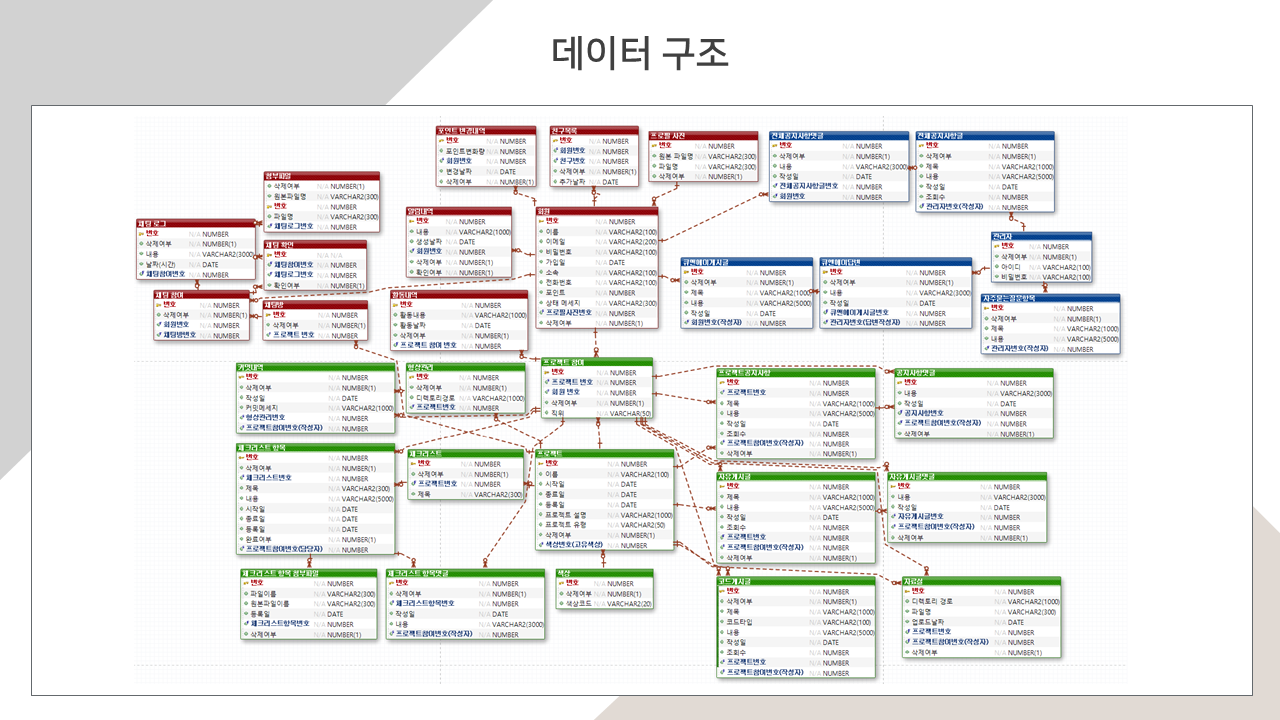 데이터 구조
포인트 변경내역
번호 N/A NUMBER
포인트변화량 N/A NUMBER
회원번호 N/A NUMBER
변경날짜 N/A DATE
삭제여부 N/A NUMBER(1)
친구목록
번호 N/A NUMBER
회원번호 N/A NUMBER
친구번호 N/A NUMBER
삭제여부 N/A NUMBER(1)
추가날짜 N/A DATE
프로필 사진
번호 N/A NUMBER
원본 파일명 N/A VARCHAR2(300)
파일명 N/A VARCHAR2(300)
삭제여부 N/A NUMBER(1)
전체공지사항댓글
번호 N/A NUMBER
삭제여부 N/A NUMBER(1)
내용 N/A VARCHAR2(3000)
작성일 N/A DATE
전체공지사항글번호 N/A NUMBER
회원번호 N/A NUMBER
전체공지사항글
번호 N/A NUMBER
삭제여부 N/A NUMBER(1)
제목 N/A VARCHAR2(1000)
내용 N/A VARCHAR2(5000)
작성일 N/A DATE
조회수 N/A NUMBER
관리자번호(작성자) N/A NUMBER
첨부파일
삭제여부 N/A NUMBER(1)
원본파일명 N/A VARCHAR2(300)
번호 N/A NUMBER
파일명 N/A VARCHAR2(300)
채팅로그번호 N/A NUMBER
채팅 로그
번호 N/A NUMBER
삭제여부 N/A NUMBER(1)
내용 N/A VARCHAR2(3000)
날짜(시간) N/A DATE
채팅참여번호 N/A NUMBER
채팅 확인
번호 N/A N/A
채팅참여번호 N/A NUMBER
채팅로그번호 N/A NUMBER
삭제여부 N/A NUMBER(1)
확인여부 N/A NUMBER(1)
알림내역
번호 N/A NUMBER
내용 N/A VARCHAR2(1000)
생성날짜 N/A DATE
회원번호 N/A NUMBER
삭제여부 N/A NUMBER(1)
확인여부 N/A NUMBER(1)
회원
번호 N/A NUMBER
이름 N/A VARCHAR2(100)
이메일 N/A VARCHAR2(200)
비밀번호 N/A VARCHAR2(100)
가입일 N/A DATE
소속 N/A VARCHAR2(100)
전화번호 N/A VARCHAR2(100)
포인트 N/A NUMBER
상태 메세지 N/A VARCHAR2(300)
프로필사진번호 N/A NUMBER
삭제여부 N/A NUMBER(1)
관리자
번호 N/A NUMBER
삭제여부 N/A NUMBER(1)
아이디 N/A VARCHAR2(100)
비밀번호 N/A VARCHAR2(100)
큐엔에이게시글
번호 N/A NUMBER
삭제여부 N/A NUMBER(1)
제목 N/A VARCHAR2(1000)
내용 N/A VARCHAR2(5000)
작성일 N/A DATE
회원번호(작성자) N/A NUMBER
큐엔에이답변
번호 N/A NUMBER
삭제여부 N/A NUMBER(1)
내용 N/A VARCHAR2(3000)
작성일 N/A DATE
큐엔에이게시글번호 N/A NUMBER
관리자번호(답변작성자) N/A NUMBER
자주묻는질문항목
번호 N/A NUMBER
삭제여부 N/A NUMBER(1)
제목 N/A VARCHAR2(1000)
내용 N/A VARCHAR2(5000)
관리자번호(작성자) N/A NUMBER
채팅 참여
번호 N/A NUMBER
삭제여부 N/A NUMBER(1)
회원번호 N/A NUMBER
채팅방번호 N/A NUMBER
채팅방
번호 N/A NUMBER
삭제여부 N/A NUMBER(1)
프로젝트 번호 N/A NUMBER
활동내역
번호 N/A NUMBER
활동내용 N/A VARCHAR2(1000)
활동날짜 N/A DATE
삭제여부 N/A NUMBER(1)
프로젝트 참여 번호 N/A NUMBER
커밋내역
번호 N/A NUMBER
삭제여부 N/A NUMBER(1)
작성일 N/A DATE
커밋메세지 N/A VARCHAR2(1000)
형상관리번호 N/A NUMBER
프로젝트참여번호(작성자) N/A NUMBER
형상관리
번호 N/A NUMBER
삭제여부 N/A NUMBER(1)
디렉토리경로 N/A VARCHAR2(1000)
프로젝트번호 N/A NUMBER
프로젝트 참여
번호 N/A NUMBER
프로젝트 번호 N/A NUMBER
회원 번호 N/A NUMBER
삭제여부 N/A NUMBER(1)
직위 N/A VARCHAR(50)
프로젝트공지사항
번호 N/A NUMBER
프로젝트번호 N/A NUMBER
제목 N/A VARCHAR2(1000)
내용 N/A VARCHAR2(5000)
작성일 N/A DATE
조회수 N/A NUMBER
프로젝트참여번호(작성자) N/A NUMBER
삭제여부 N/A NUMBER(1)
공지사항댓글
번호 N/A NUMBER
내용 N/A VARCHAR2(3000)
작성일 N/A DATE
공지사항번호 N/A NUMBER
프로젝트참여번호(작성자) N/A NUMBER
삭제여부 N/A NUMBER(1)
체크리스트 항목
번호 N/A NUMBER
삭제여부 N/A NUMBER(1)
체크리스트번호 N/A NUMBER
제목 N/A VARCHAR2(300)
내용 N/A VARCHAR2(5000)
시작일 N/A DATE
종료일 N/A DATE
등록일 N/A DATE
완료여부 N/A NUMBER(1)
프로젝트참여번호(담당자) N/A NUMBER
체크리스트
번호 N/A NUMBER
삭제여부 N/A NUMBER(1)
프로젝트번호 N/A NUMBER
제목 N/A VARCHAR2(300)
프로젝트
번호 N/A NUMBER
이름 N/A VARCHAR2(100)
시작일 N/A DATE
종료일 N/A DATE
등록일 N/A DATE
프로젝트 설명 N/A VARCHAR2(1000)
프로젝트 유형 N/A VARCHAR2(50)
삭제여부 N/A NUMBER(1)
색상번호(고유색상) N/A NUMBER
자유게시글
번호 N/A NUMBER
제목 N/A VARCHAR2(1000)
내용 N/A VARCHAR2(5000)
작성일 N/A DATE
조회수 N/A NUMBER
프로젝트번호 N/A NUMBER
프로젝트참여번호(작성자) N/A NUMBER
삭제여부 N/A NUMBER(1)
자유게시글댓글
번호 N/A NUMBER
내용 N/A VARCHAR2(3000)
작성일 N/A DATE
자유게시글번호 N/A NUMBER
프로젝트참여번호(작성자) N/A NUMBER
삭제여부 N/A NUMBER(1)
체크리스트 항목 첨부파일
번호 N/A NUMBER
파일이름 N/A VARCHAR2(300)
원본파일이름 N/A VARCHAR2(300)
등록일 N/A DATE
체크리스트항목번호 N/A NUMBER
삭제여부 N/A NUMBER(1)
체크리스트 항목댓글
번호 N/A NUMBER
삭제여부 N/A NUMBER(1)
체크리스트항목번호 N/A NUMBER
작성일 N/A DATE
내용 N/A VARCHAR2(3000)
프로젝트참여번호(작성자) N/A NUMBER
색상
번호 N/A NUMBER
삭제여부 N/A NUMBER(1)
색상코드 N/A VARCHAR2(20)
코드게시글
번호 N/A NUMBER
삭제여부 N/A NUMBER(1)
제목 N/A VARCHAR2(1000)
코드타입 N/A VARCHAR2(100)
내용 N/A VARCHAR2(5000)
작성일 N/A DATE
조회수 N/A NUMBER
프로젝트번호 N/A NUMBER
프로젝트참여번호(작성자) N/A NUMBER
자료실
번호 N/A NUMBER
디렉토리 경로 N/A VARCHAR2(1000)
파일명 N/A VARCHAR2(300)
업로드날짜 N/A DATE
프로젝트번호 N/A NUMBER
프로젝트참여번호(작성자) N/A NUMBER
삭제여부 N/A NUMBER(1)